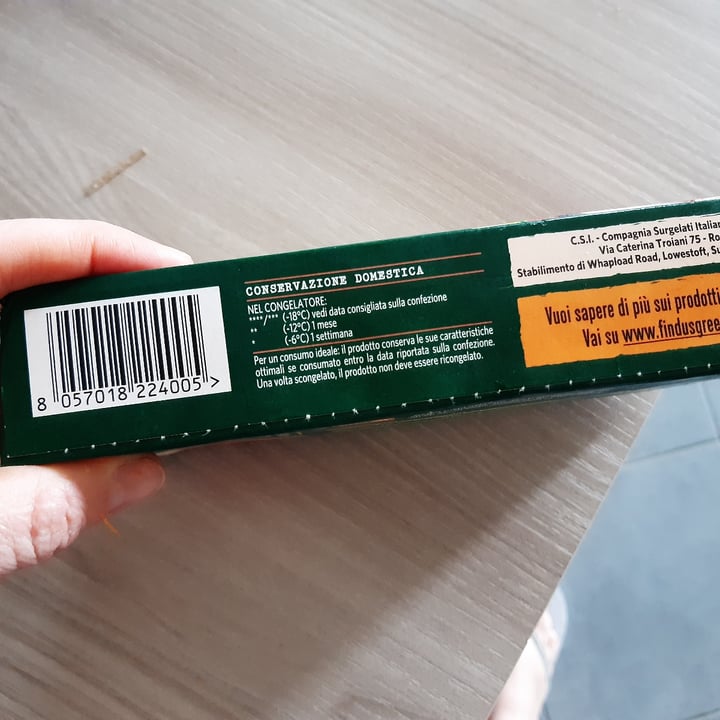 8 057018 224005 >
CONSERVAZIONE DOMESTICA
NEL CONGELATORE:
****/*** (-18°C) vedi data consigliata sulla confezione
** (-12°C) 1 mese
* (-6°C) 1 settimana
Per un consumo ideale: il prodotto conserva le sue caratteristiche
ottimali se consumato entro la data riportata sulla confezione.
Una volta scongelato, il prodotto non deve essere ricongelato.
C.S.I. - Compagnia Surgelati Italian
Via Caterina Troiani 75 - Ro
Stabilimento di Whapload Road, Lowestoft, Su
Vuoi sapere di più sui prodotti
Vai su www.findusgree